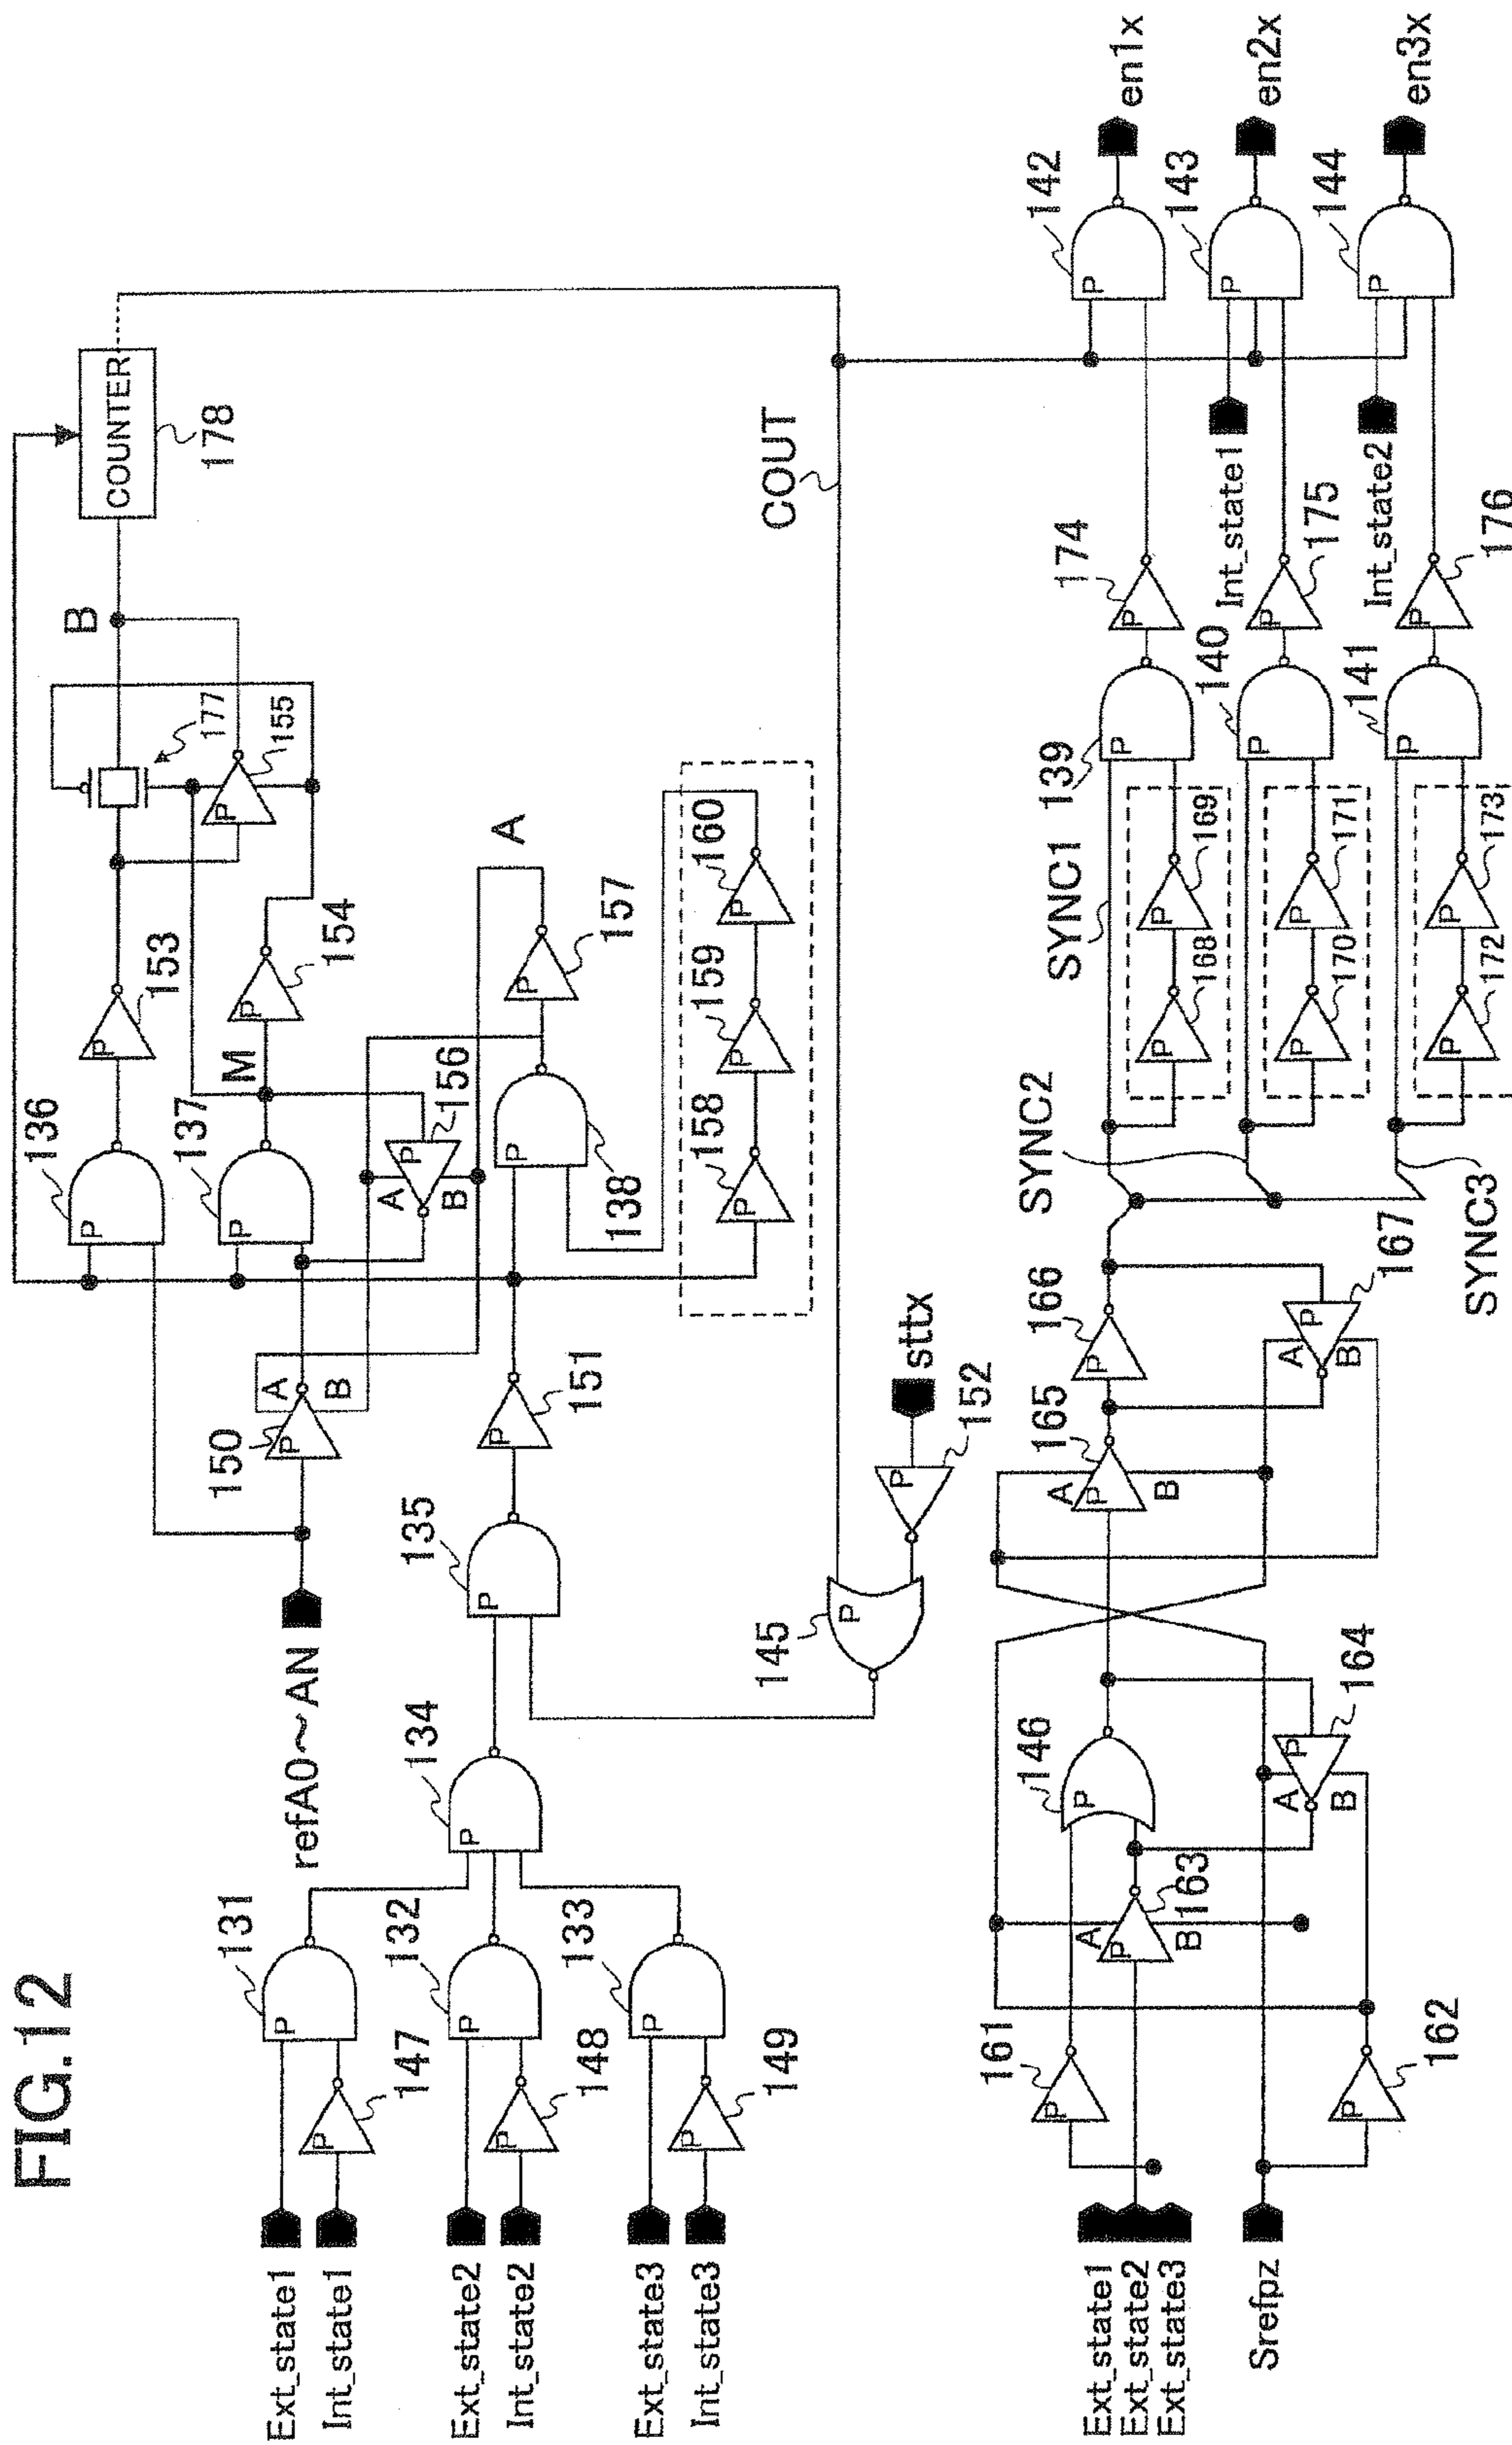 FIG.12
Ext_state1
Int_state1
Ext_state2
Int_state2
Ext_state3
Int_state3
131
P
147
P
132
P
148
P
133
P
149
P
134
P
135
P
refA0~AN
150
P
A
B
151
P
136
P
137
P
M
153
P
154
P
155
P
177
B
COUNTER
178
156
P
A
B
138
P
157
P
A
158
P
159
P
160
P
145
P
sttx
152
P
COUT
Ext_state1
Ext_state2
Ext_state3
Srefpz
161
162
163
P
A
B
146
P
164
P
A
B
165
P
A
B
166
P
167
P
A
B
SYNC1
SYNC2
SYNC3
168
P
169
P
170
P
171
P
172
P
173
P
139
P
140
P
141
P
174
P
175
P
176
P
Int_state1
Int_state2
142
P
143
P
144
P
en1x
en2x
en3x